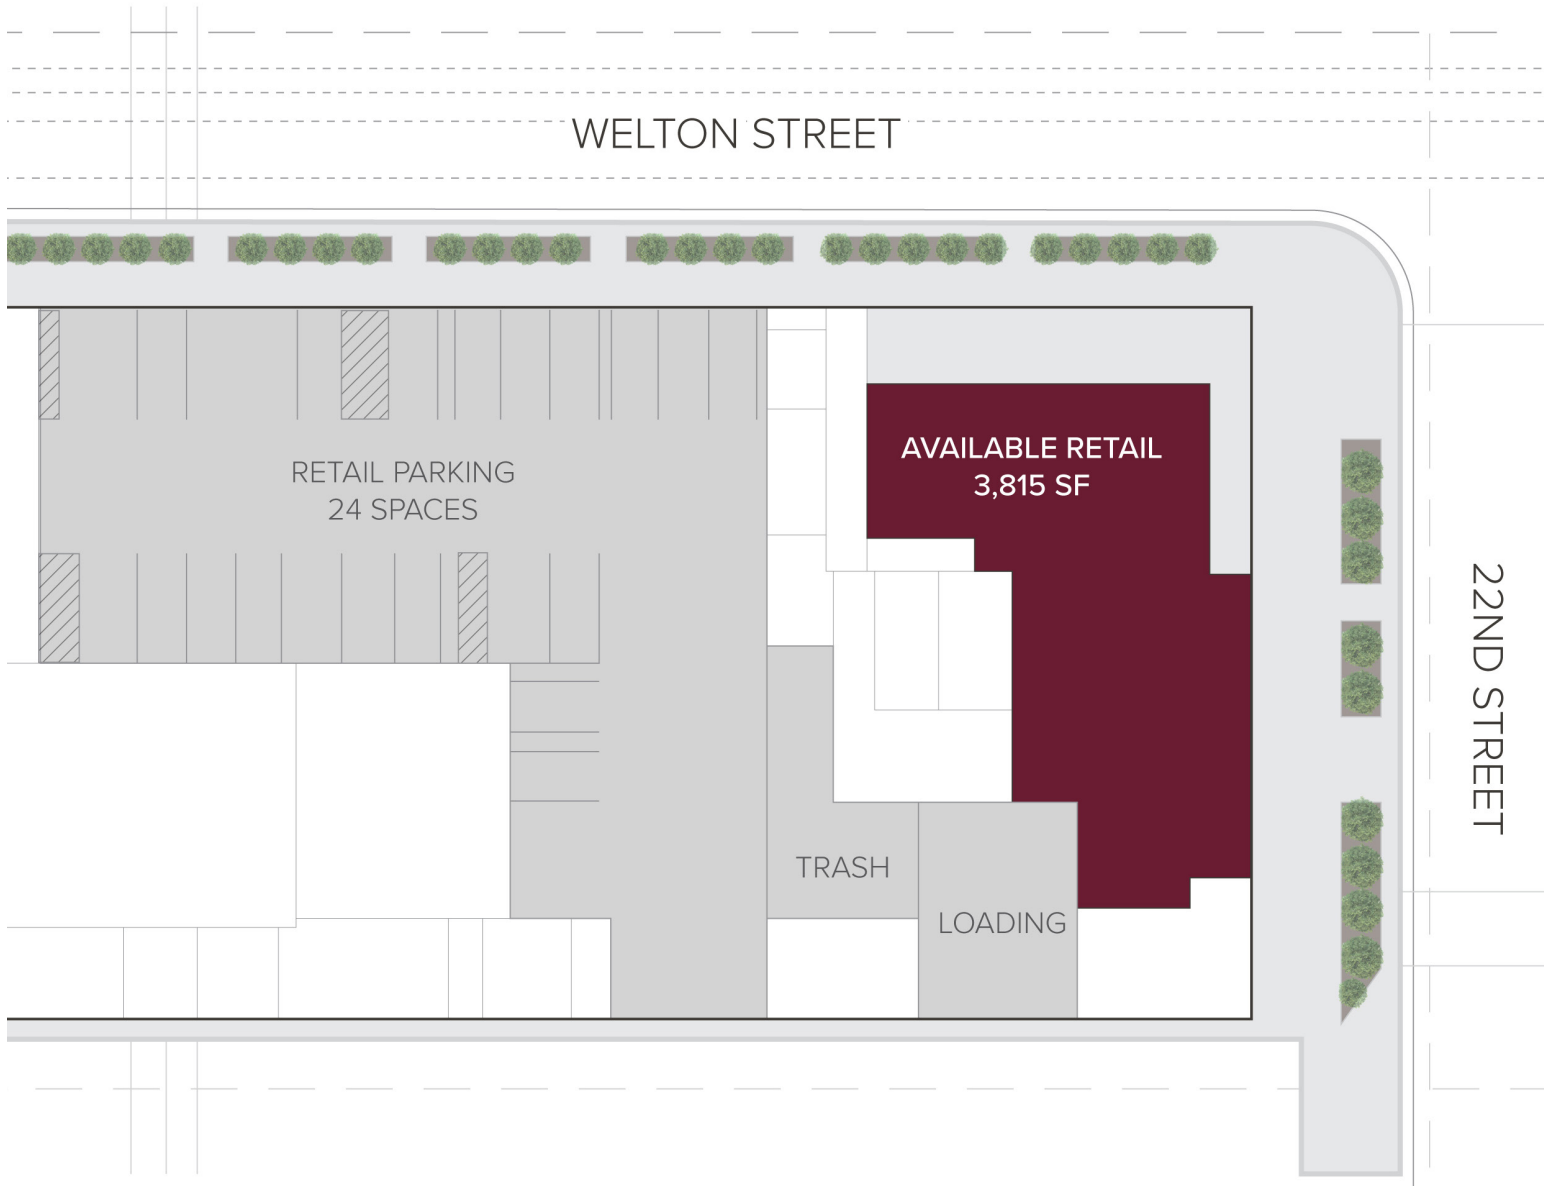 WELTON STREET
AVAILABLE RETAIL
3,815 SF
RETAIL PARKING
24 SPACES
22ND STREET
TRASH
LOADING